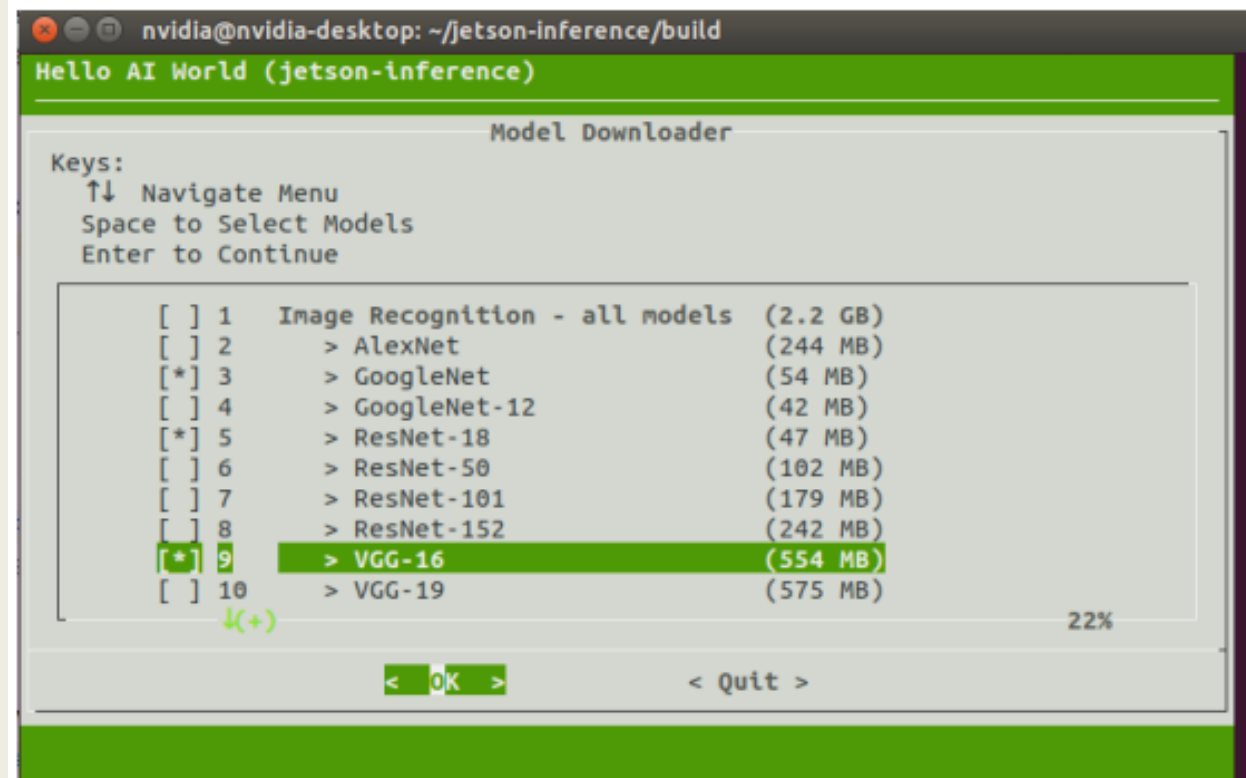 nvidia@nvidia-desktop: ~/jetson-inference/build
Hello AI World (jetson-inference)
Model Downloader
Keys:
↑↓ Navigate Menu
Space to Select Models
Enter to Continue
[ ] 1 Image Recognition - all models (2.2 GB)
[ ] 2 > AlexNet (244 MB)
[*] 3 > GoogleNet (54 MB)
[ ] 4 > GoogleNet-12 (42 MB)
[*] 5 > ResNet-18 (47 MB)
[ ] 6 > ResNet-50 (102 MB)
[ ] 7 > ResNet-101 (179 MB)
[ ] 8 > ResNet-152 (242 MB)
[*] 9 > VGG-16 (554 MB)
[ ] 10 > VGG-19 (575 MB)
↓(+) 22%
< OK > < Quit >